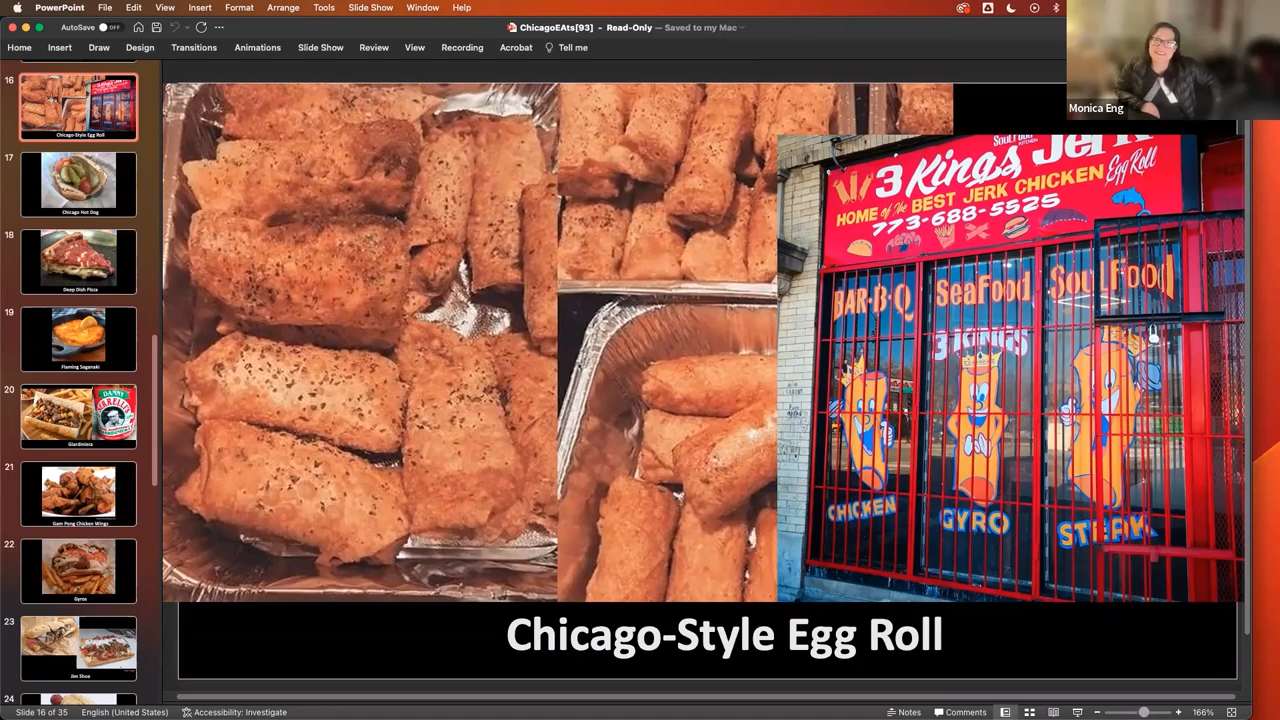 PowerPoint File Edit View Insert Format Arrange Tools Slide Show Window Help
AutoSave OFF ChicagoEAts[93] - Read-Only — Saved to my Mac
Home Insert Draw Design Transitions Animations Slide Show Review View Recording Acrobat Tell me
Monica Eng
16
Chicago-Style Egg Roll
17
Chicago Hot Dog
18
Deep Dish Pizza
19
Flaming Saganaki
20
Giardiniera
21
Gam Pong Chicken Wings
22
Gyros
23
Jim Shoe
24
SOULFOOD
KITCHEN
3 Kings Jerk
HOME of the BEST JERK CHICKEN Egg Roll
773-688-5525
BAR-B-Q SeaFood SoulFood
3 KINGS
CHICKEN GYRO STEAK
Chicago-Style Egg Roll
Slide 16 of 35 English (United States) Accessibility: Investigate Notes Comments 166%